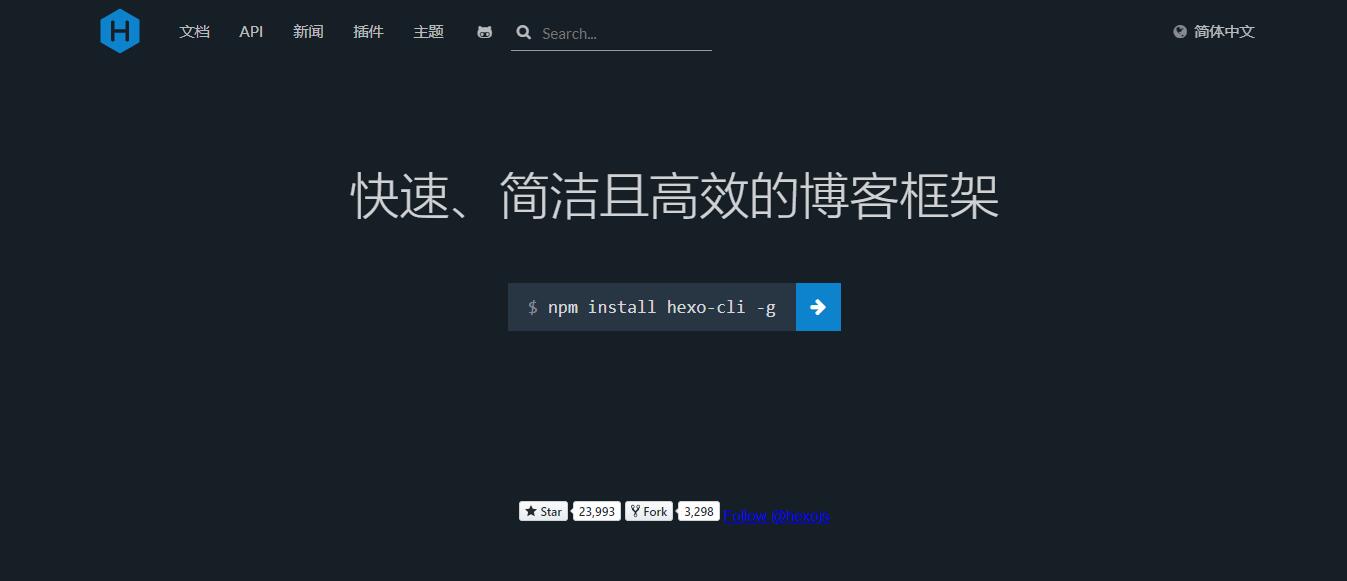 H 文档 API 新闻 插件 主题 Search... 简体中文
快速、简洁且高效的博客框架
$ npm install hexo-cli -g
Star 23,993 Fork 3,298 Follow @hexojs